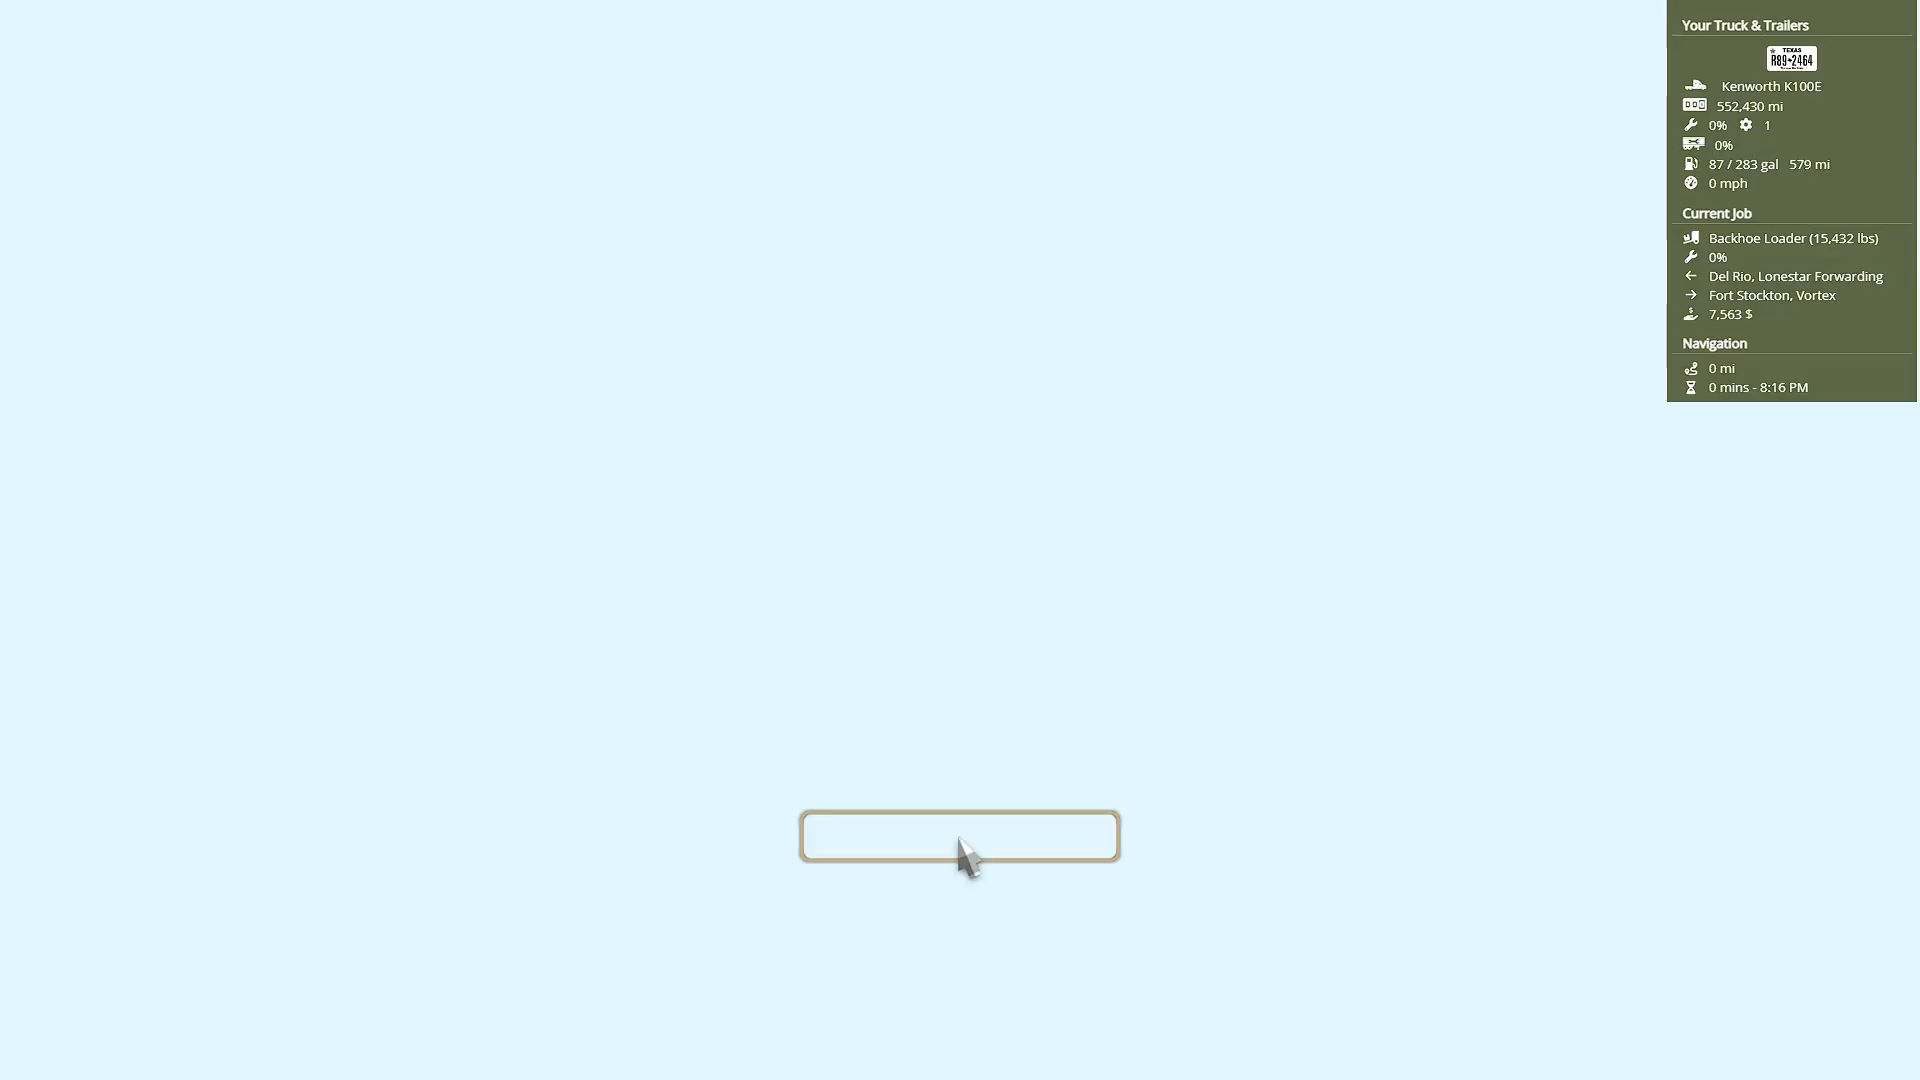 Your Truck & Trailers
TEXAS
R89★2464
Kenworth K100E
552,430 mi
0% 1
0%
87 / 283 gal 579 mi
0 mph
Current Job
Backhoe Loader (15,432 lbs)
0%
Del Rio, Lonestar Forwarding
Fort Stockton, Vortex
7,563 $
Navigation
0 mi
0 mins - 8:16 PM